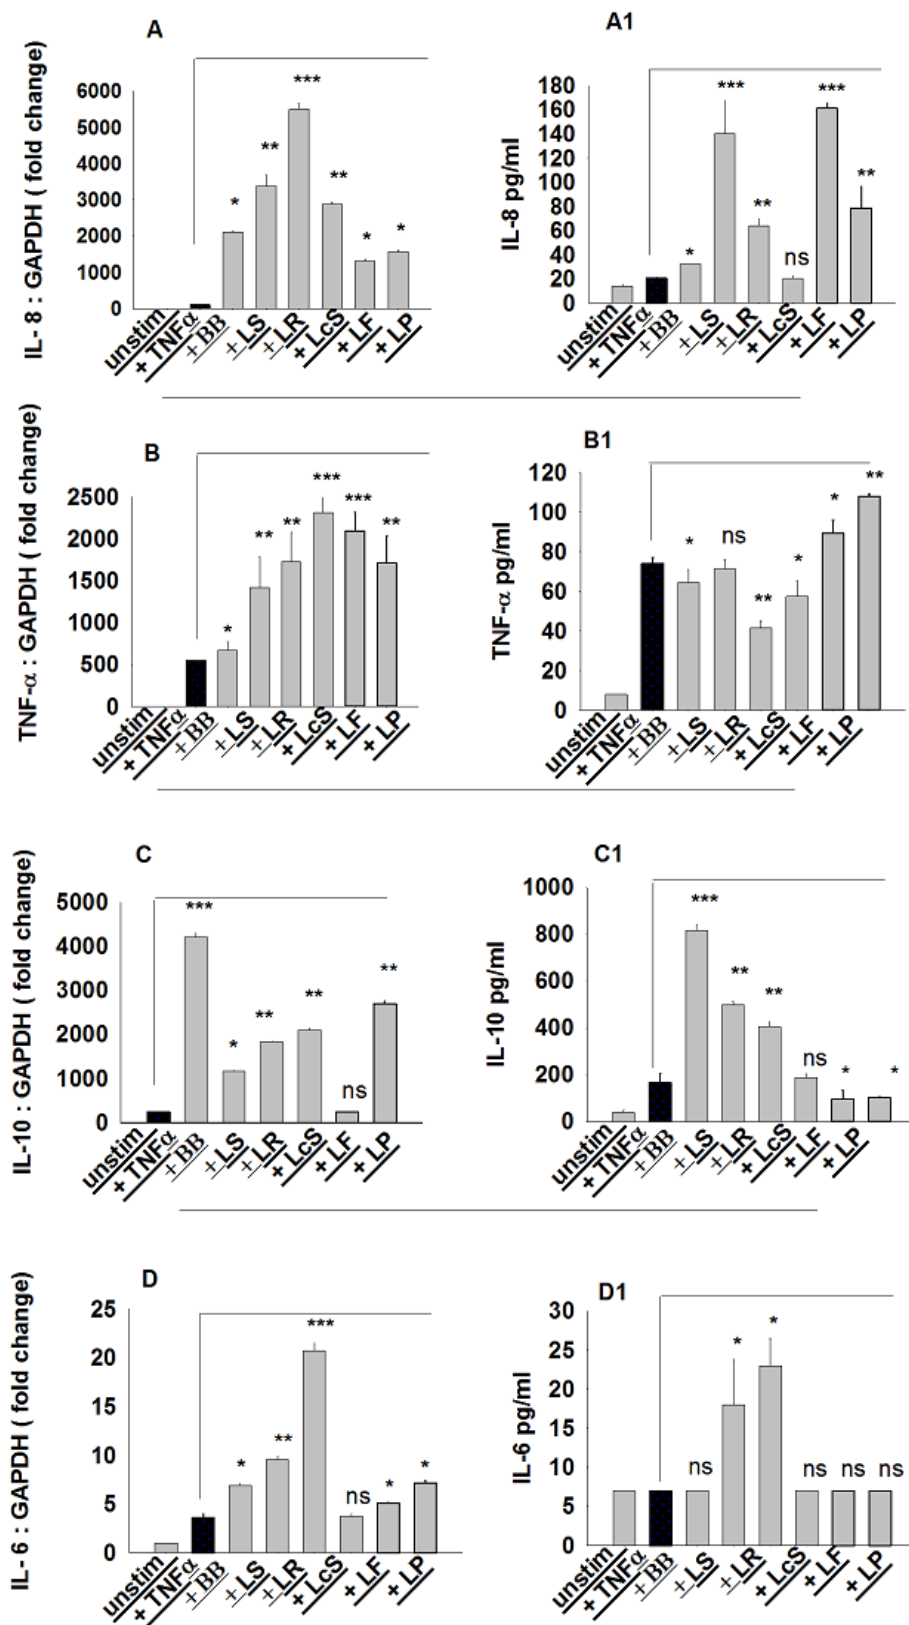 A
IL- 8 : GAPDH ( fold change)
6000
5000
4000
3000
2000
1000
0
*
**
***
**
*
*
unstim
+ TNFα
+ BB
+ LS
+ LR
+ LcS
+ LF
+ LP
A1
IL-8 pg/ml
180
160
140
120
100
80
60
40
20
0
*
***
**
ns
***
**
unstim
+ TNFα
+ BB
+ LS
+ LR
+ LcS
+ LF
+ LP
B
TNF-α : GAPDH ( fold change)
2500
2000
1500
1000
500
0
*
**
**
***
***
**
unstim
+ TNFα
+ BB
+ LS
+ LR
+ LcS
+ LF
+ LP
B1
TNF-α pg/ml
120
100
80
60
40
20
0
*
ns
**
*
*
**
unstim
+ TNFα
+ BB
+ LS
+ LR
+ LcS
+ LF
+ LP
C
IL-10 : GAPDH ( fold change)
5000
4000
3000
2000
1000
0
***
*
**
**
ns
**
unstim
+ TNFα
+ BB
+ LS
+ LR
+ LcS
+ LF
+ LP
C1
IL-10 pg/ml
1000
800
600
400
200
0
***
**
**
ns
*
*
unstim
+ TNFα
+ BB
+ LS
+ LR
+ LcS
+ LF
+ LP
D
IL- 6 : GAPDH ( fold change)
25
20
15
10
5
0
*
**
***
ns
*
*
unstim
+ TNFα
+ BB
+ LS
+ LR
+ LcS
+ LF
+ LP
D1
IL-6 pg/ml
30
25
20
15
10
5
0
ns
*
*
ns
ns
ns
unstim
+ TNFα
+ BB
+ LS
+ LR
+ LcS
+ LF
+ LP